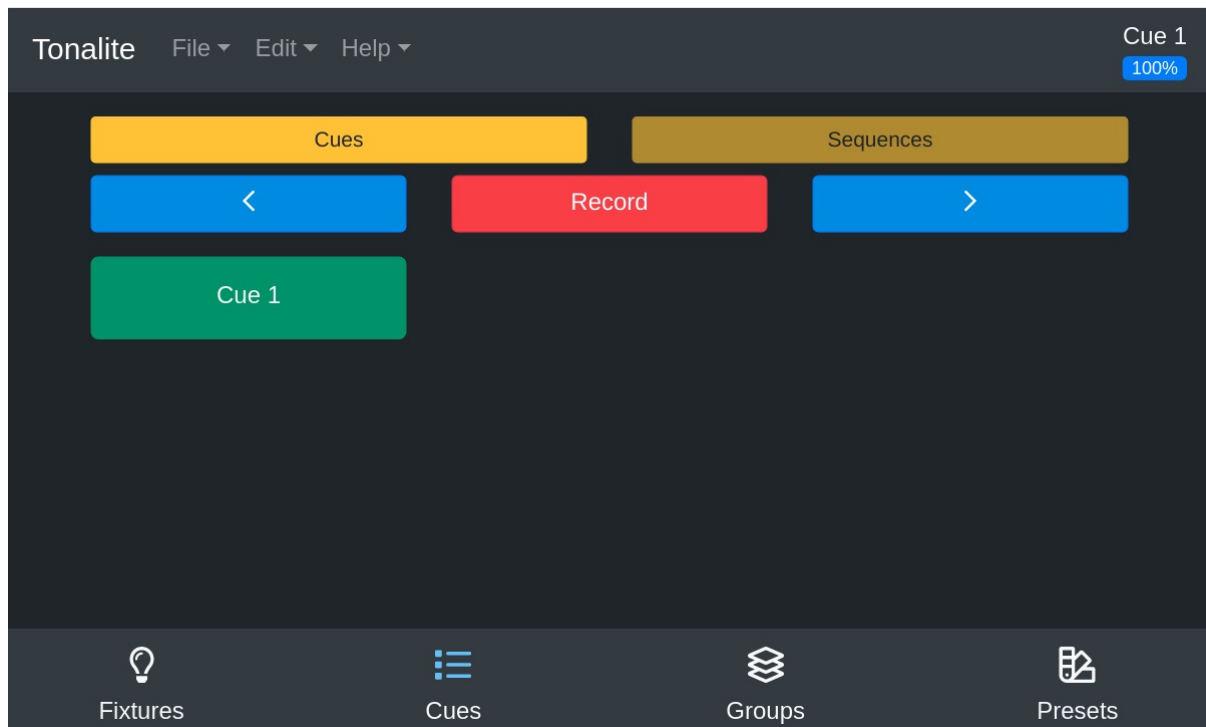 Tonalite File Edit Help Cue 1
100%
Cues Sequences
Record
Cue 1
Fixtures Cues Groups Presets